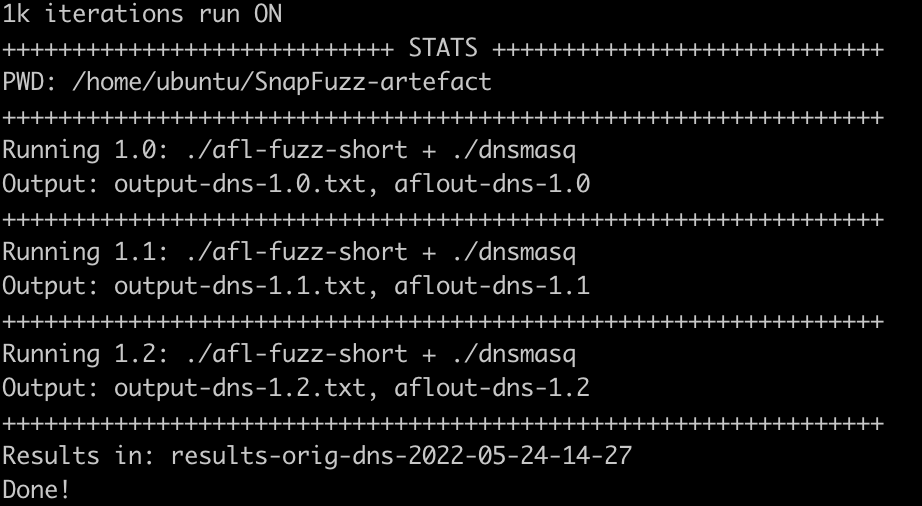 1k iterations run ON
++++++++++++++++++++++++++++ STATS ++++++++++++++++++++++++++++
PWD: /home/ubuntu/SnapFuzz-artefact
+++++++++++++++++++++++++++++++++++++++++++++++++++++++++++++++
Running 1.0: ./afl-fuzz-short + ./dnsmasq
Output: output-dns-1.0.txt, aflout-dns-1.0
+++++++++++++++++++++++++++++++++++++++++++++++++++++++++++++++
Running 1.1: ./afl-fuzz-short + ./dnsmasq
Output: output-dns-1.1.txt, aflout-dns-1.1
+++++++++++++++++++++++++++++++++++++++++++++++++++++++++++++++
Running 1.2: ./afl-fuzz-short + ./dnsmasq
Output: output-dns-1.2.txt, aflout-dns-1.2
+++++++++++++++++++++++++++++++++++++++++++++++++++++++++++++++
Results in: results-orig-dns-2022-05-24-14-27
Done!